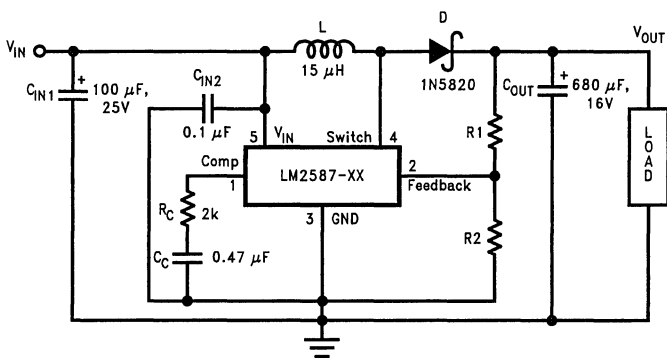 V_IN
C_IN1
+
100 μF,
25V
C_IN2
0.1 μF
L
15 μH
D
1N5820
V_OUT
C_OUT
+
680 μF,
16V
LOAD
R1
R2
5
V_IN
Switch
4
Comp
1
LM2587-XX
2
Feedback
3
GND
R_C
2k
C_C
0.47 μF